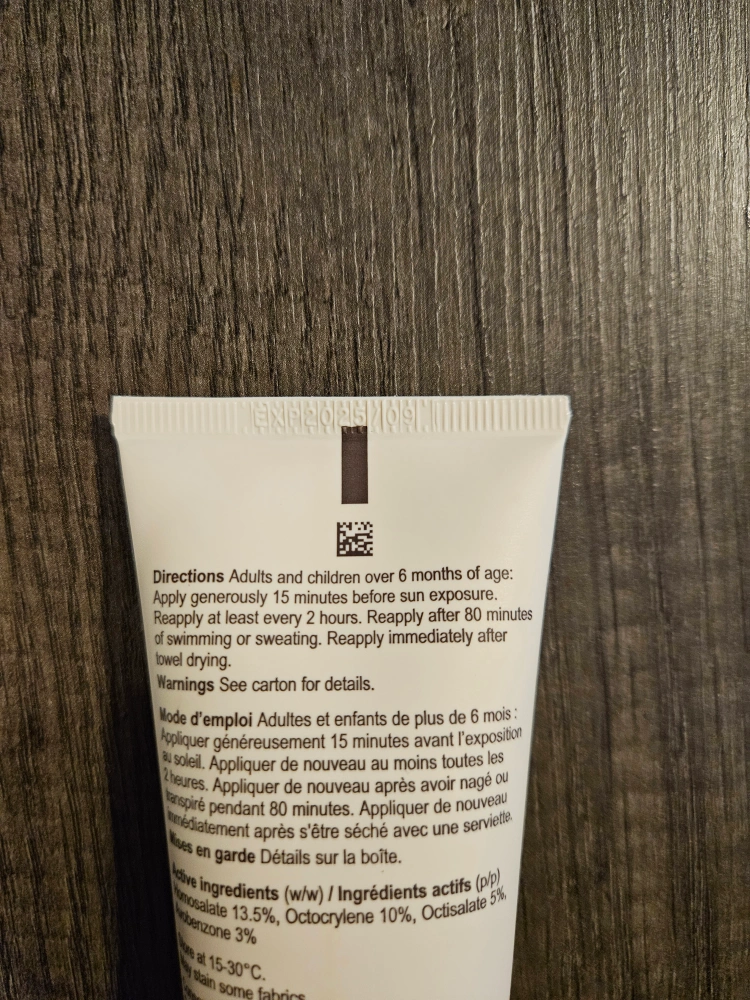 EXP2025/09
Directions Adults and children over 6 months of age:
Apply generously 15 minutes before sun exposure.
Reapply at least every 2 hours. Reapply after 80 minutes
of swimming or sweating. Reapply immediately after
towel drying.
Warnings See carton for details.
Mode d'emploi Adultes et enfants de plus de 6 mois :
Appliquer généreusement 15 minutes avant l'exposition
au soleil. Appliquer de nouveau au moins toutes les
2 heures. Appliquer de nouveau après avoir nagé ou
transpiré pendant 80 minutes. Appliquer de nouveau
immédiatement après s'être séché avec une serviette.
Mises en garde Détails sur la boîte.
Active ingredients (w/w) / Ingrédients actifs (p/p)
Homosalate 13.5%, Octocrylene 10%, Octisalate 5%,
Avobenzone 3%
Store at 15-30°C.
May stain some fabrics.